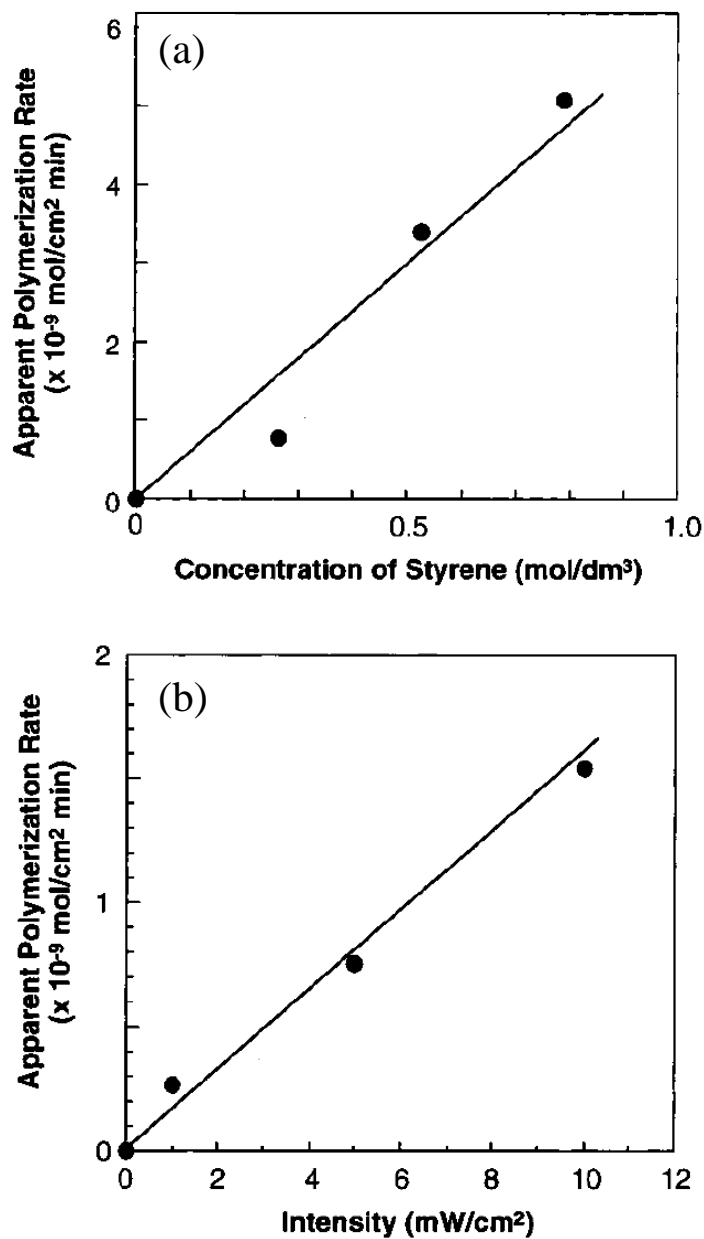 (a)
Apparent Polymerization Rate
(x 10⁻⁹ mol/cm² min)
6
4
2
0
0
0.5
1.0
Concentration of Styrene (mol/dm³)
(b)
Apparent Polymerization Rate
(x 10⁻⁹ mol/cm² min)
2
1
0
0
2
4
6
8
10
12
Intensity (mW/cm²)